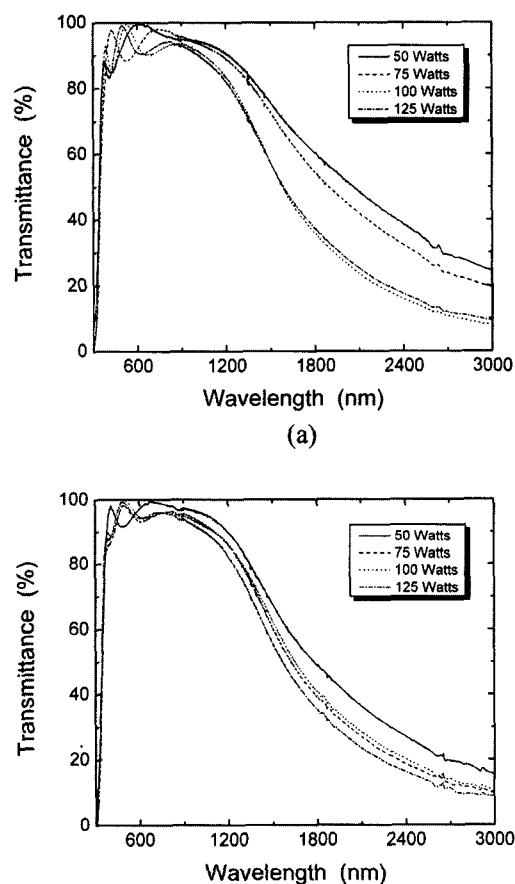 100
80
60
40
20
0
Transmittance (%)
50 Watts
75 Watts
100 Watts
125 Watts
600 1200 1800 2400 3000
Wavelength (nm)
(a)
100
80
60
40
20
0
Transmittance (%)
50 Watts
75 Watts
100 Watts
125 Watts
600 1200 1800 2400 3000
Wavelength (nm)